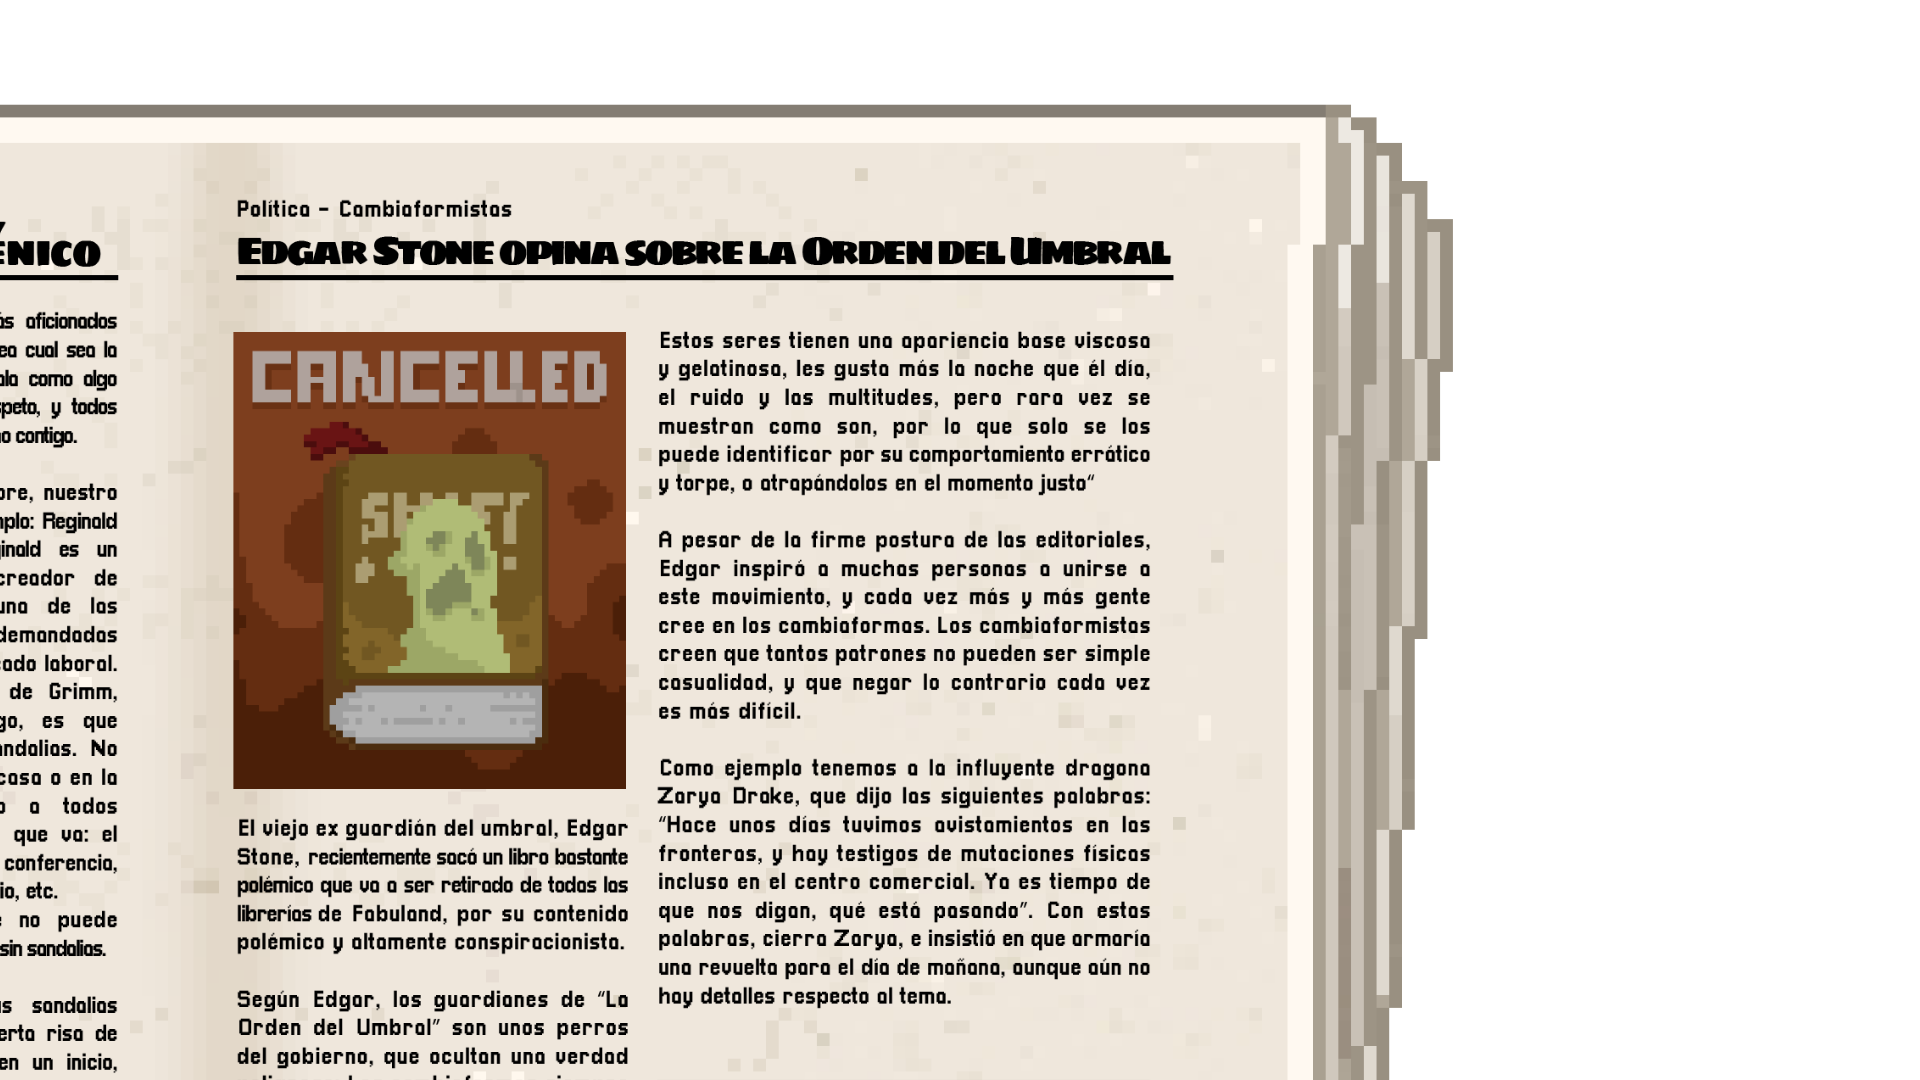 ÉNICO
ás aficionados
ea cual sea la
ala como algo
speto, y todos
no contigo.
bre, nuestro
mplo: Reginald
ginald es un
creador de
una de las
demandadas
cado laboral.
de Grimm,
go, es que
andalias. No
casa o en la
o a todos
que va: el
conferencia,
io, etc.
e no puede
sin sandalias.
as sandalias
erta risa de
en un inicio,
Política - Cambiaformistas
Edgar Stone opina sobre la Orden del Umbral
CANCELLED
El viejo ex guardián del umbral, Edgar
Stone, recientemente sacó un libro bastante
polémico que va a ser retirado de todas las
librerías de Fabuland, por su contenido
polémico y altamente conspiracionista.
Según Edgar, los guardianes de “La
Orden del Umbral” son unos perros
del gobierno, que ocultan una verdad
Estos seres tienen una apariencia base viscosa
y gelatinosa, les gusta más la noche que él día,
el ruido y las multitudes, pero rara vez se
muestran como son, por lo que solo se los
puede identificar por su comportamiento errático
y torpe, o atrapándolos en el momento justo“
A pesar de la firme postura de las editoriales,
Edgar inspiró a muchas personas a unirse a
este movimiento, y cada vez más y más gente
cree en los cambiaformas. Los cambiaformistas
creen que tantos patrones no pueden ser simple
casualidad, y que negar lo contrario cada vez
es más difícil.
Como ejemplo tenemos a la influyente dragona
Zarya Drake, que dijo las siguientes palabras:
“Hace unos días tuvimos avistamientos en las
fronteras, y hay testigos de mutaciones físicas
incluso en el centro comercial. Ya es tiempo de
que nos digan, qué está pasando”. Con estas
palabras, cierra Zarya, e insistió en que armaría
una revuelta para el día de mañana, aunque aún no
hay detalles respecto al tema.